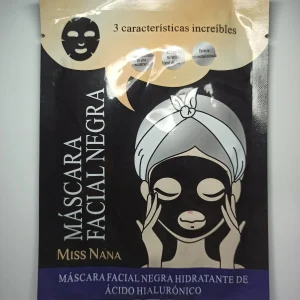 3 características increíbles
MÁSCARA
FACIAL NEGRA
MISS NANA
MÁSCARA FACIAL NEGRA HIDRATANTE DE
ÁCIDO HIALURÓNICO